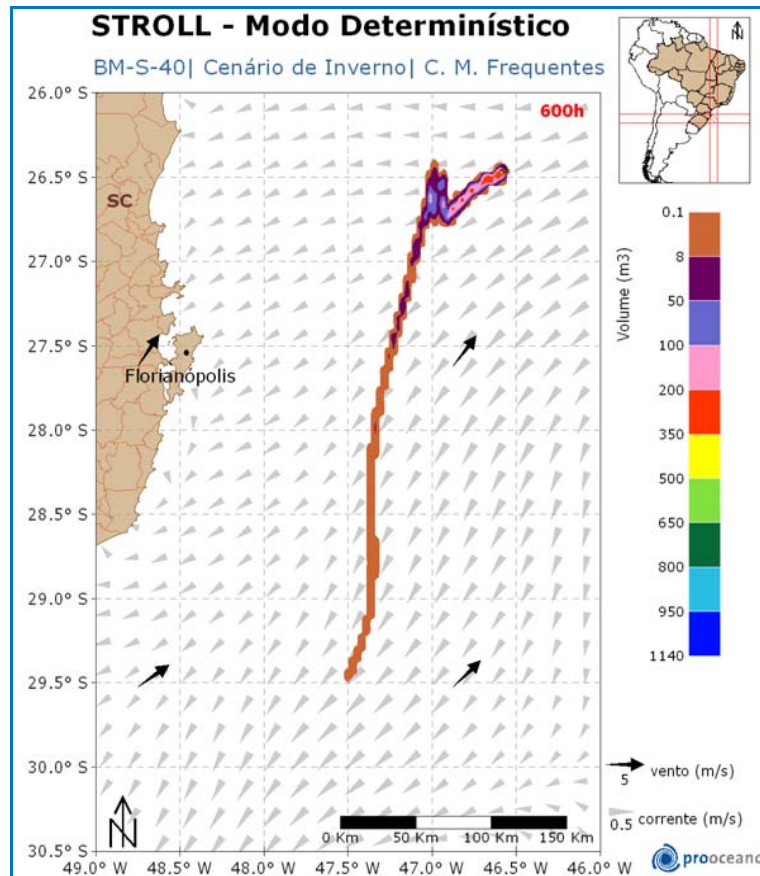 STROLL - Modo Determinístico
BM-S-40| Cenário de Inverno| C. M. Frequentes
N
26.0° S
600h
26.5° S
SC
27.0° S
27.5° S
Florianópolis
28.0° S
28.5° S
29.0° S
29.5° S
30.0° S
30.5° S
N
0 Km 50 Km 100 Km 150 Km
49.0° W 48.5° W 48.0° W 47.5° W 47.0° W 46.5° W 46.0° W
Volume (m3)
0.1
8
50
100
200
350
500
650
800
950
1140
5 vento (m/s)
0.5 corrente (m/s)
prooceano